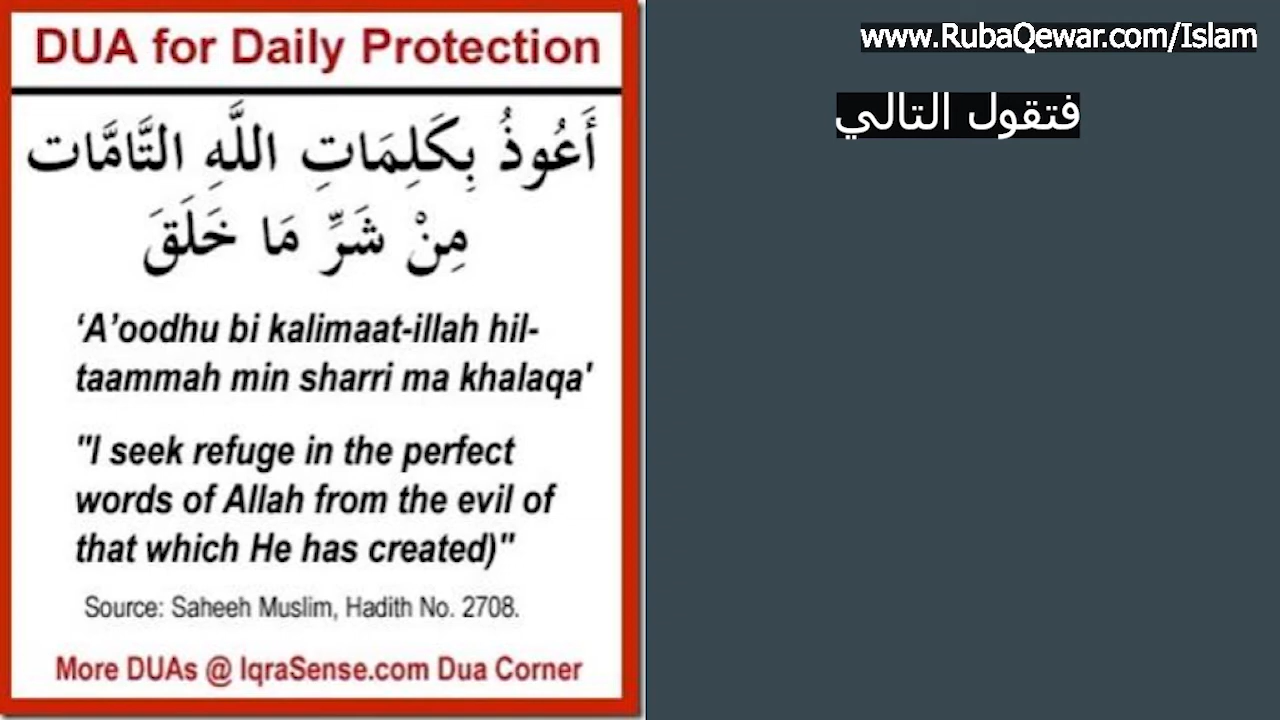 DUA for Daily Protection
أَعُوذُ بِكَلِمَاتِ اللَّهِ التَّامَّات
مِنْ شَرِّ مَا خَلَقَ
‘A’oodhu bi kalimaat-illah hil-
taammah min sharri ma khalaqa'
"I seek refuge in the perfect
words of Allah from the evil of
that which He has created)"
Source: Saheeh Muslim, Hadith No. 2708.
More DUAs @ IqraSense.com Dua Corner
www.RubaQewar.com/Islam
فتقول التالي